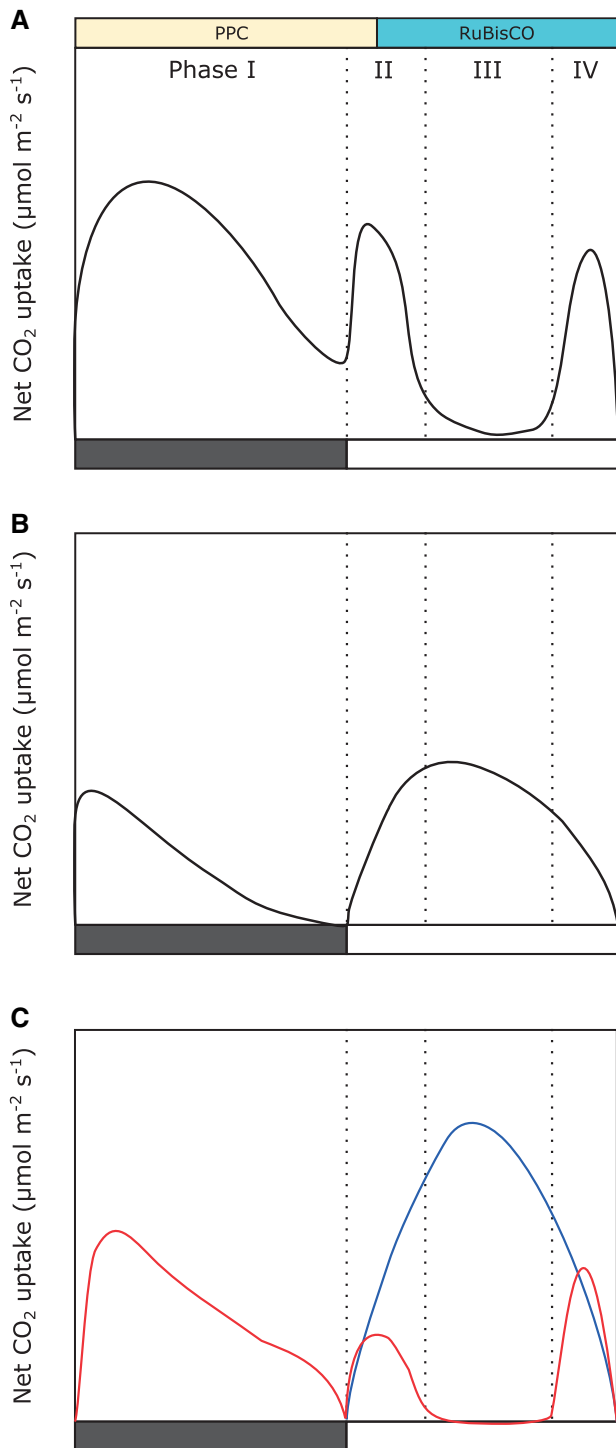 A
PPC RuBisCO
Phase I II III IV
Net CO₂ uptake (µmol m⁻² s⁻¹)
B
Net CO₂ uptake (µmol m⁻² s⁻¹)
C
Net CO₂ uptake (µmol m⁻² s⁻¹)